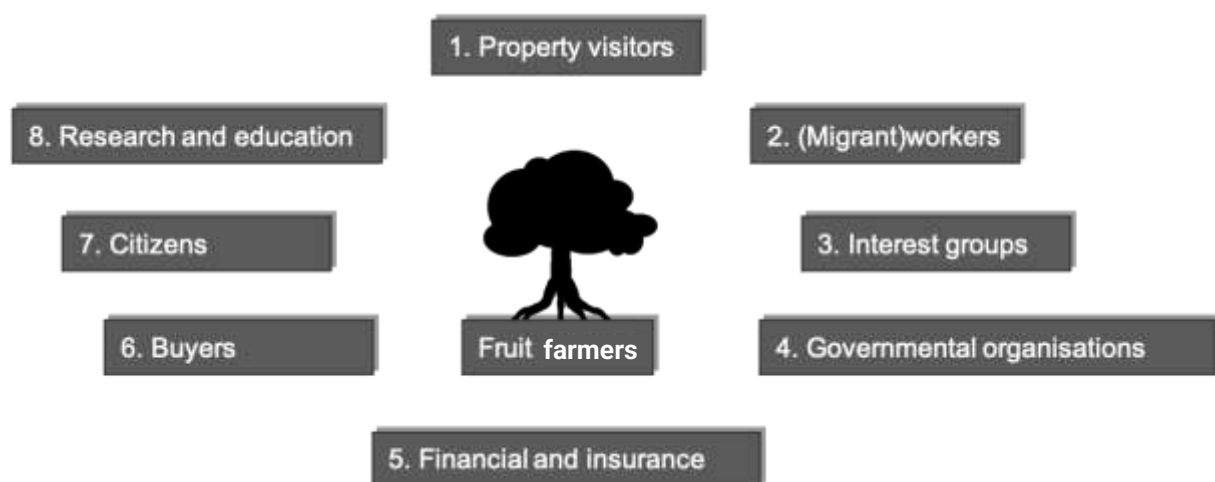 1. Property visitors
8. Research and education
2. (Migrant)workers
7. Citizens
3. Interest groups
6. Buyers
Fruit farmers
4. Governmental organisations
5. Financial and insurance